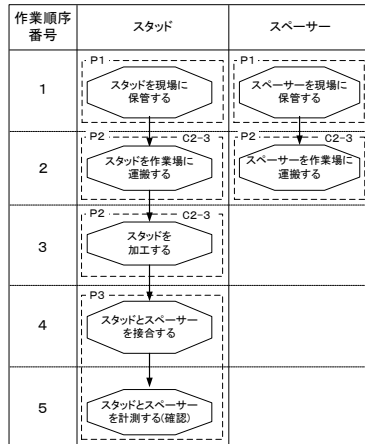 作業順序
番号
スタッド
スペーサー
1
P1
スタッドを現場に
保管する
P1
スペーサーを現場に
保管する
2
P2
C2-3
スタッドを作業場に
運搬する
P2
C2-3
スペーサーを作業場に
運搬する
3
P2
C2-3
スタッドを
加工する
4
P3
スタッドとスペーサー
を接合する
5
スタッドとスペーサー
を計測する(確認)